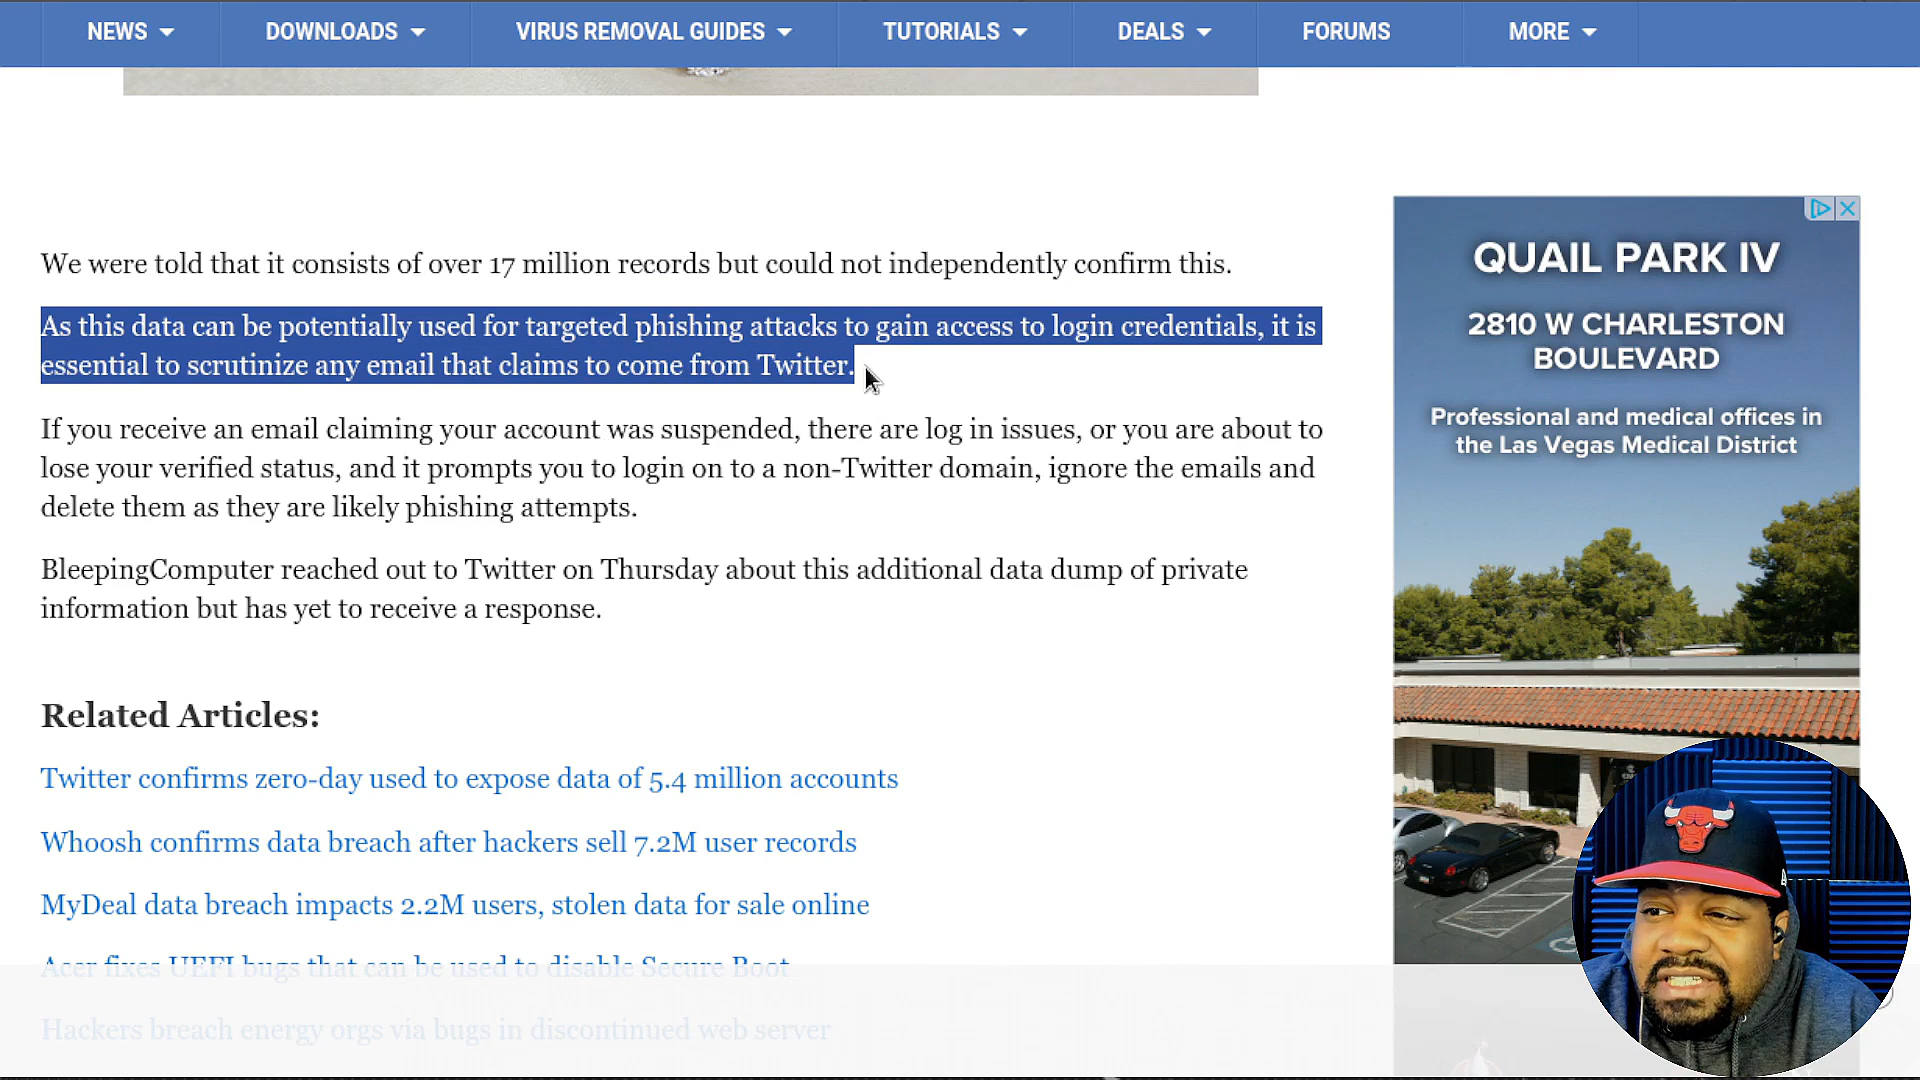 NEWS
DOWNLOADS
VIRUS REMOVAL GUIDES
TUTORIALS
DEALS
FORUMS
MORE
We were told that it consists of over 17 million records but could not independently confirm this.
As this data can be potentially used for targeted phishing attacks to gain access to login credentials, it is
essential to scrutinize any email that claims to come from Twitter.
If you receive an email claiming your account was suspended, there are log in issues, or you are about to
lose your verified status, and it prompts you to login on to a non-Twitter domain, ignore the emails and
delete them as they are likely phishing attempts.
BleepingComputer reached out to Twitter on Thursday about this additional data dump of private
information but has yet to receive a response.
Related Articles:
Twitter confirms zero-day used to expose data of 5.4 million accounts
Whoosh confirms data breach after hackers sell 7.2M user records
MyDeal data breach impacts 2.2M users, stolen data for sale online
Acer fixes UEFI bugs that can be used to disable Secure Boot
Hackers breach energy orgs via bugs in discontinued web server
QUAIL PARK IV
2810 W CHARLESTON
BOULEVARD
Professional and medical offices in
the Las Vegas Medical District